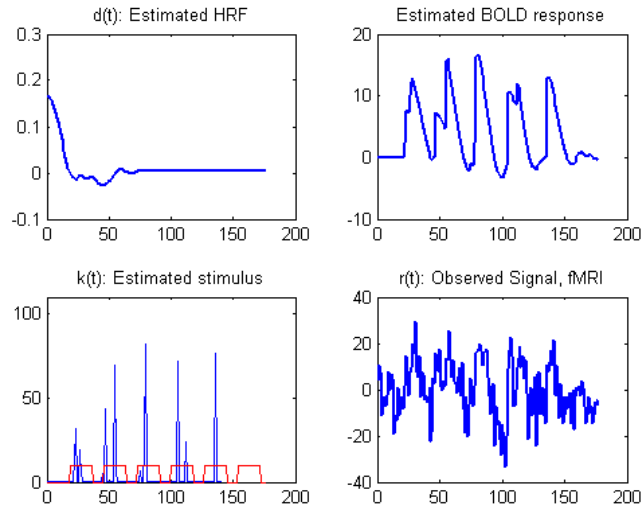 d(t): Estimated HRF
0.3
0.2
0.1
0
-0.1
0 50 100 150 200
Estimated BOLD response
20
10
0
-10
0 50 100 150 200
k(t): Estimated stimulus
100
50
0
0 50 100 150 200
r(t): Observed Signal, fMRI
40
20
0
-20
-40
0 50 100 150 200